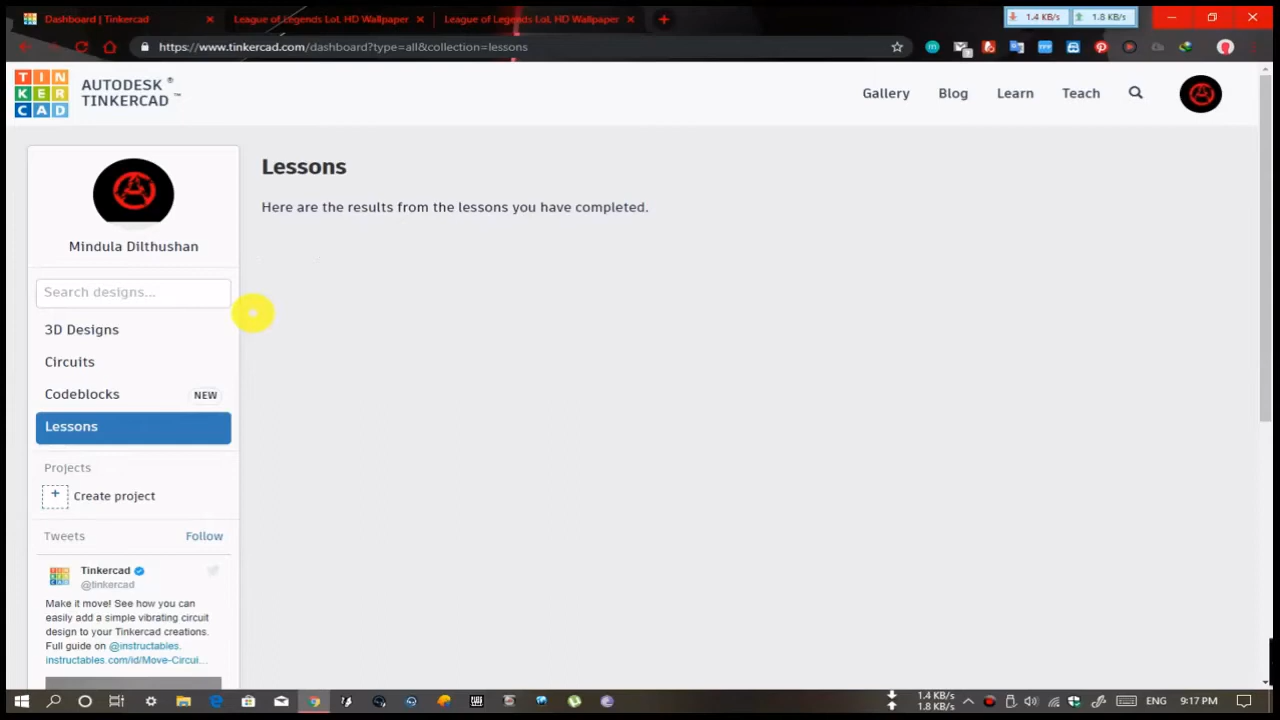 Dashboard | Tinkercad
League of Legends LoL HD Wallpaper
League of Legends LoL HD Wallpaper
1.4 KB/s
1.8 KB/s
https://www.tinkercad.com/dashboard?type=all&collection=lessons
TIN
KER
CAD
AUTODESK ®
TINKERCAD ™
Gallery
Blog
Learn
Teach
Mindula Dilthushan
Search designs...
3D Designs
Circuits
Codeblocks
NEW
Lessons
Projects
+ Create project
Tweets
Follow
Tinkercad
@tinkercad
Make it move! See how you can
easily add a simple vibrating circuit
design to your Tinkercad creations.
Full guide on @instructables.
instructables.com/id/Move-Circui...
Lessons
Here are the results from the lessons you have completed.
1.4 KB/s
1.8 KB/s
ENG
9:17 PM